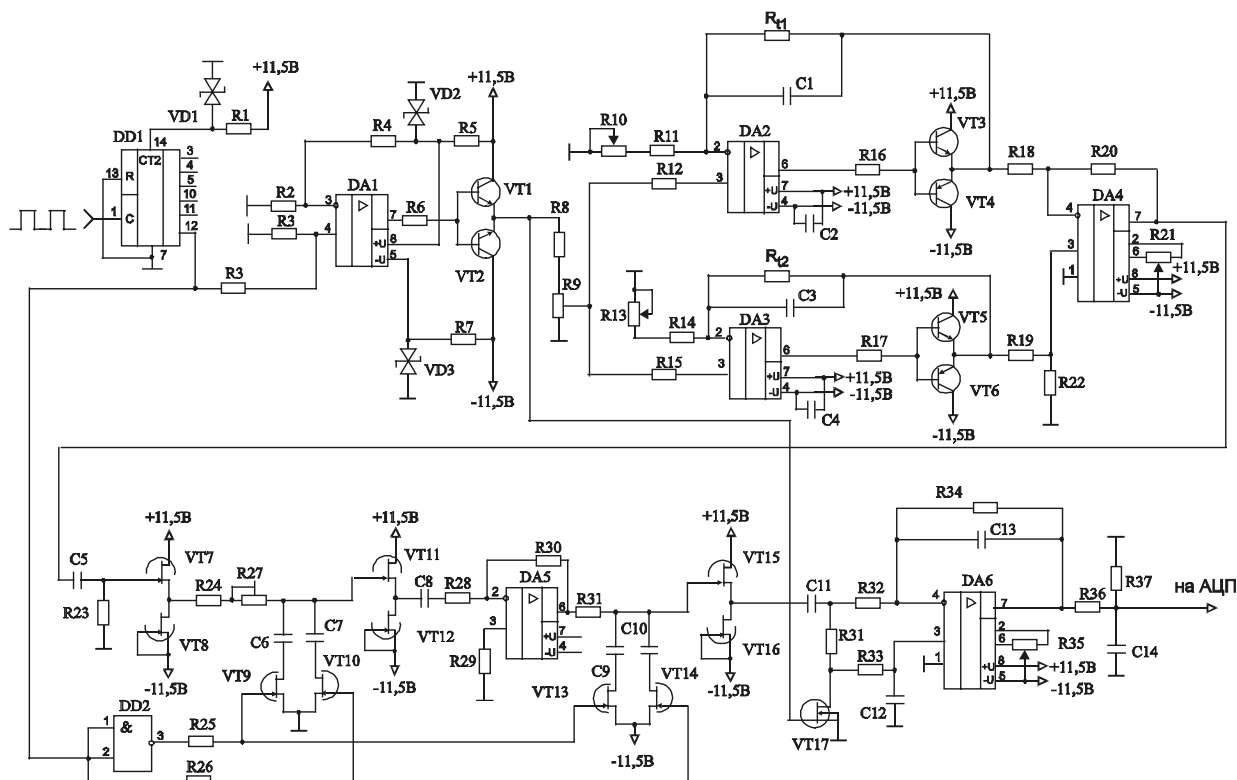 Rt1
+11,5В
VD1
R1
14
DD1
CT2
3
4
5
10
11
12
13
R
1
C
7
R3
VD2
+11,5В
R4
R5
R2
R3
DA1
3
4
7
+U
6
-U
5
R6
VT1
VT2
R7
VD3
-11,5В
R8
R9
C1
R10
R11
R12
DA2
2
3
6
7
+U
4
-U
+11,5В
-11,5В
C2
R16
+11,5В
VT3
VT4
-11,5В
R18
R20
DA4
4
7
3
2
6
R21
1
+U
8
-U
5
+11,5В
-11,5В
Rt2
C3
R13
R14
R15
DA3
2
3
6
7
+U
4
-U
+11,5В
-11,5В
C4
R17
+11,5В
VT5
VT6
-11,5В
R19
R22
C5
R23
+11,5В
VT7
VT8
-11,5В
R24
R27
C6
C7
VT9
VT10
+11,5В
VT11
VT12
-11,5В
C8
R28
R30
DA5
2
3
6
7
+U
4
-U
R29
R31
C10
C9
VT13
VT14
-11,5В
+11,5В
VT15
VT16
-11,5В
C11
R32
R31
R33
C12
VT17
R34
C13
DA6
4
7
3
2
6
R35
1
+U
8
-U
5
+11,5В
-11,5В
R36
R37
C14
на АЦП
DD2
1
&
2
3
R25
R26